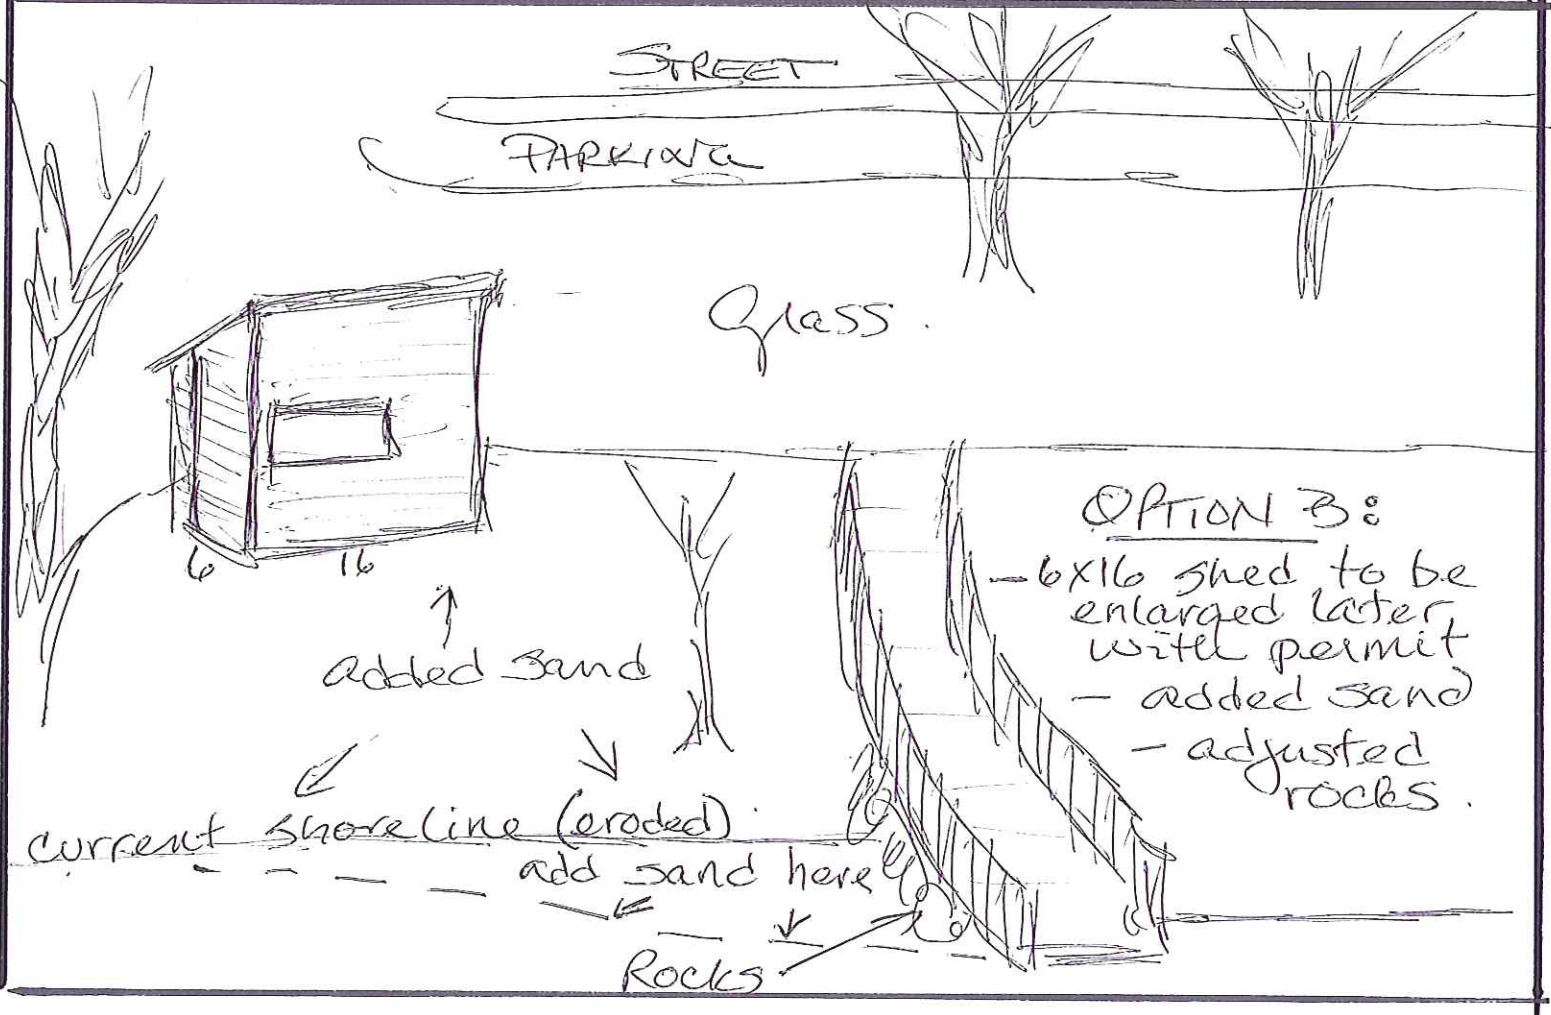 STREET
PARKING
Grass.
OPTION B:
- 6x16 shed to be
enlarged later
with permit
- added sand
- adjusted
rocks.
6
16
added sand
current shoreline (eroded).
add sand here
Rocks